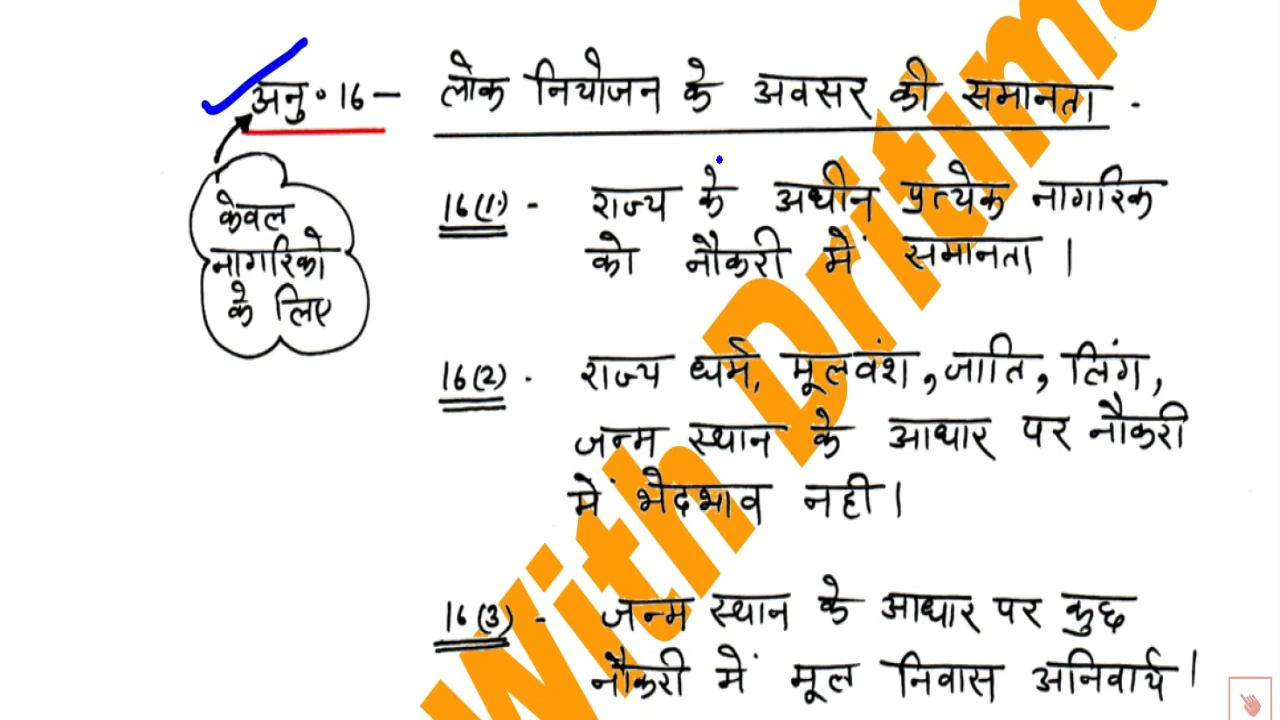 अनु॰ 16 – लोक नियोजन के अवसर की समानता -
केवल
नागरिको
के लिए
16(1) - राज्य के अधीन प्रत्येक नागरिक
को नौकरी में समानता।
16(2) - राज्य धर्म, मूलवंश, जाति, लिंग,
जन्म स्थान के आधार पर नौकरी
में भेदभाव नही।
16(3) - जन्म स्थान के आधार पर कुछ
नौकरी में मूल निवास अनिवार्य।
With Dritm